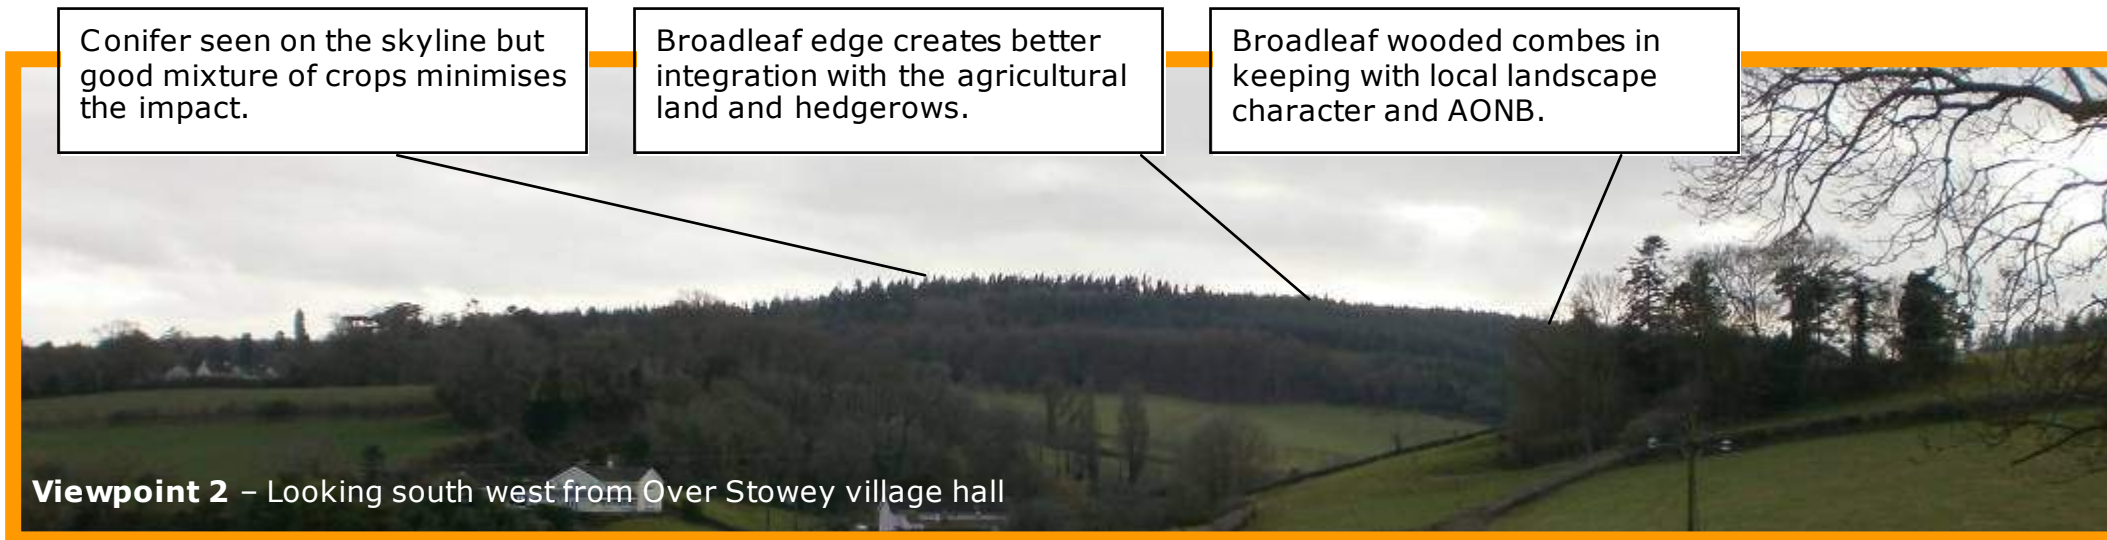 Conifer seen on the skyline but
good mixture of crops minimises
the impact.
Broadleaf edge creates better
integration with the agricultural
land and hedgerows.
Broadleaf wooded combes in
keeping with local landscape
character and AONB.
Viewpoint 2 – Looking south west from Over Stowey village hall